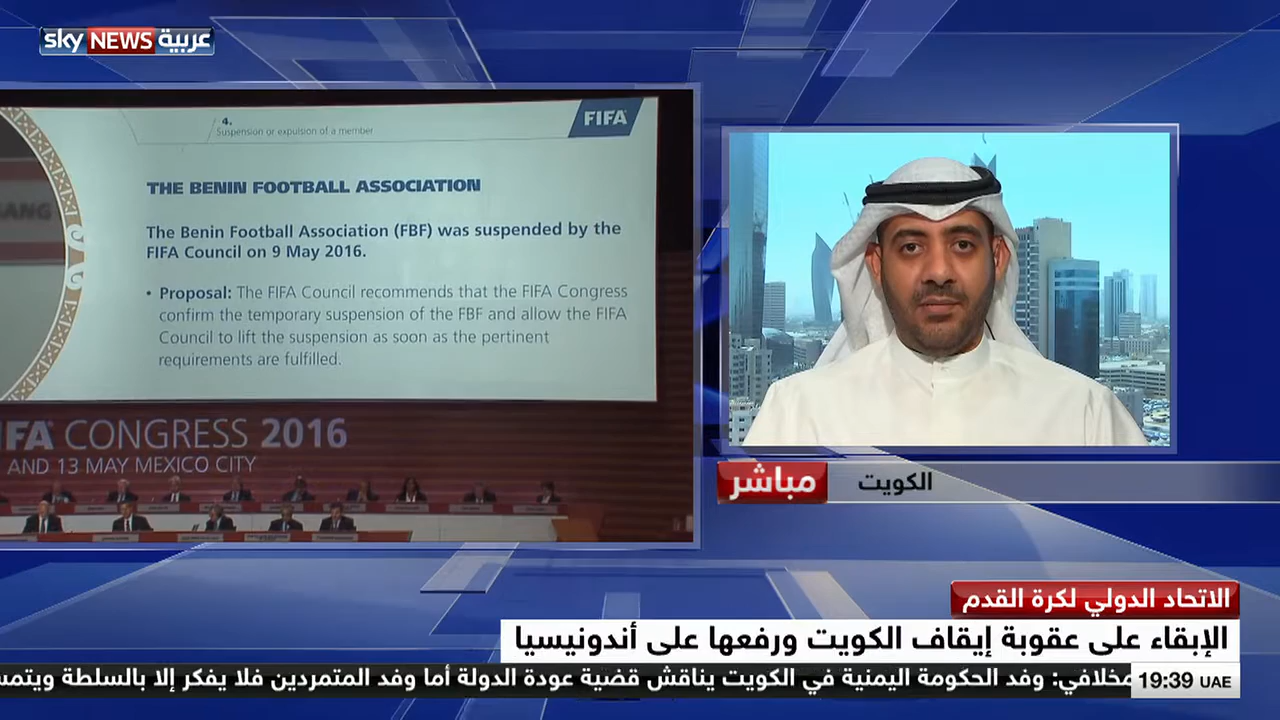 sky NEWS عربية
4.
Suspension or expulsion of a member
FIFA
THE BENIN FOOTBALL ASSOCIATION
The Benin Football Association (FBF) was suspended by the
FIFA Council on 9 May 2016.
• Proposal: The FIFA Council recommends that the FIFA Congress
confirm the temporary suspension of the FBF and allow the FIFA
Council to lift the suspension as soon as the pertinent
requirements are fulfilled.
GANG
IFA CONGRESS 2016
AND 13 MAY MEXICO CITY
مباشر
الكويت
الاتحاد الدولي لكرة القدم
الإبقاء على عقوبة إيقاف الكويت ورفعها على أندونيسيا
مخلافي: وفد الحكومة اليمنية في الكويت يناقش قضية عودة الدولة أما وفد المتمردين فلا يفكر إلا بالسلطة ويتمس
19:39 UAE